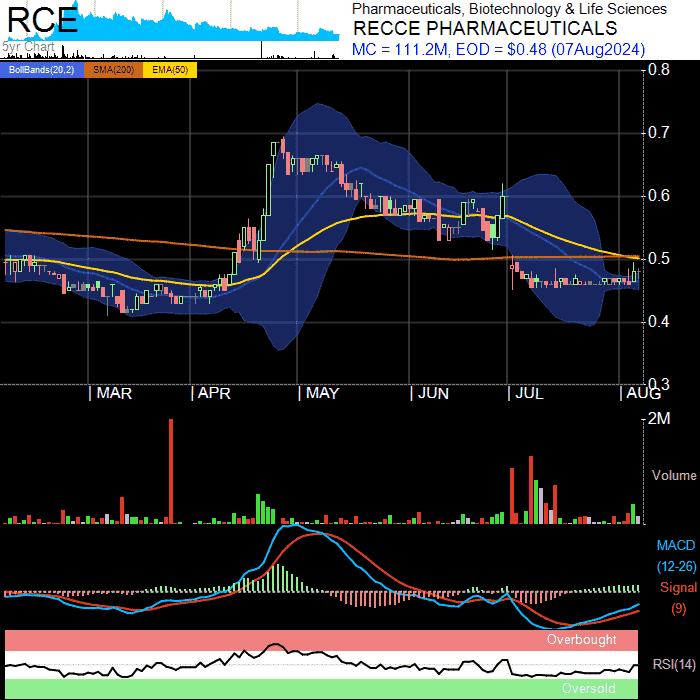 RCE
5yr Chart
Pharmaceuticals, Biotechnology & Life Sciences
RECCE PHARMACEUTICALS
MC = 111.2M, EOD = $0.48 (07Aug2024)
BollBands(20,2) SMA(200) EMA(50)
0.8
0.7
0.6
0.5
0.4
0.3
MAR APR MAY JUN JUL AUG
2M
Volume
MACD
(12-26)
Signal
(9)
Overbought
RSI(14)
Oversold